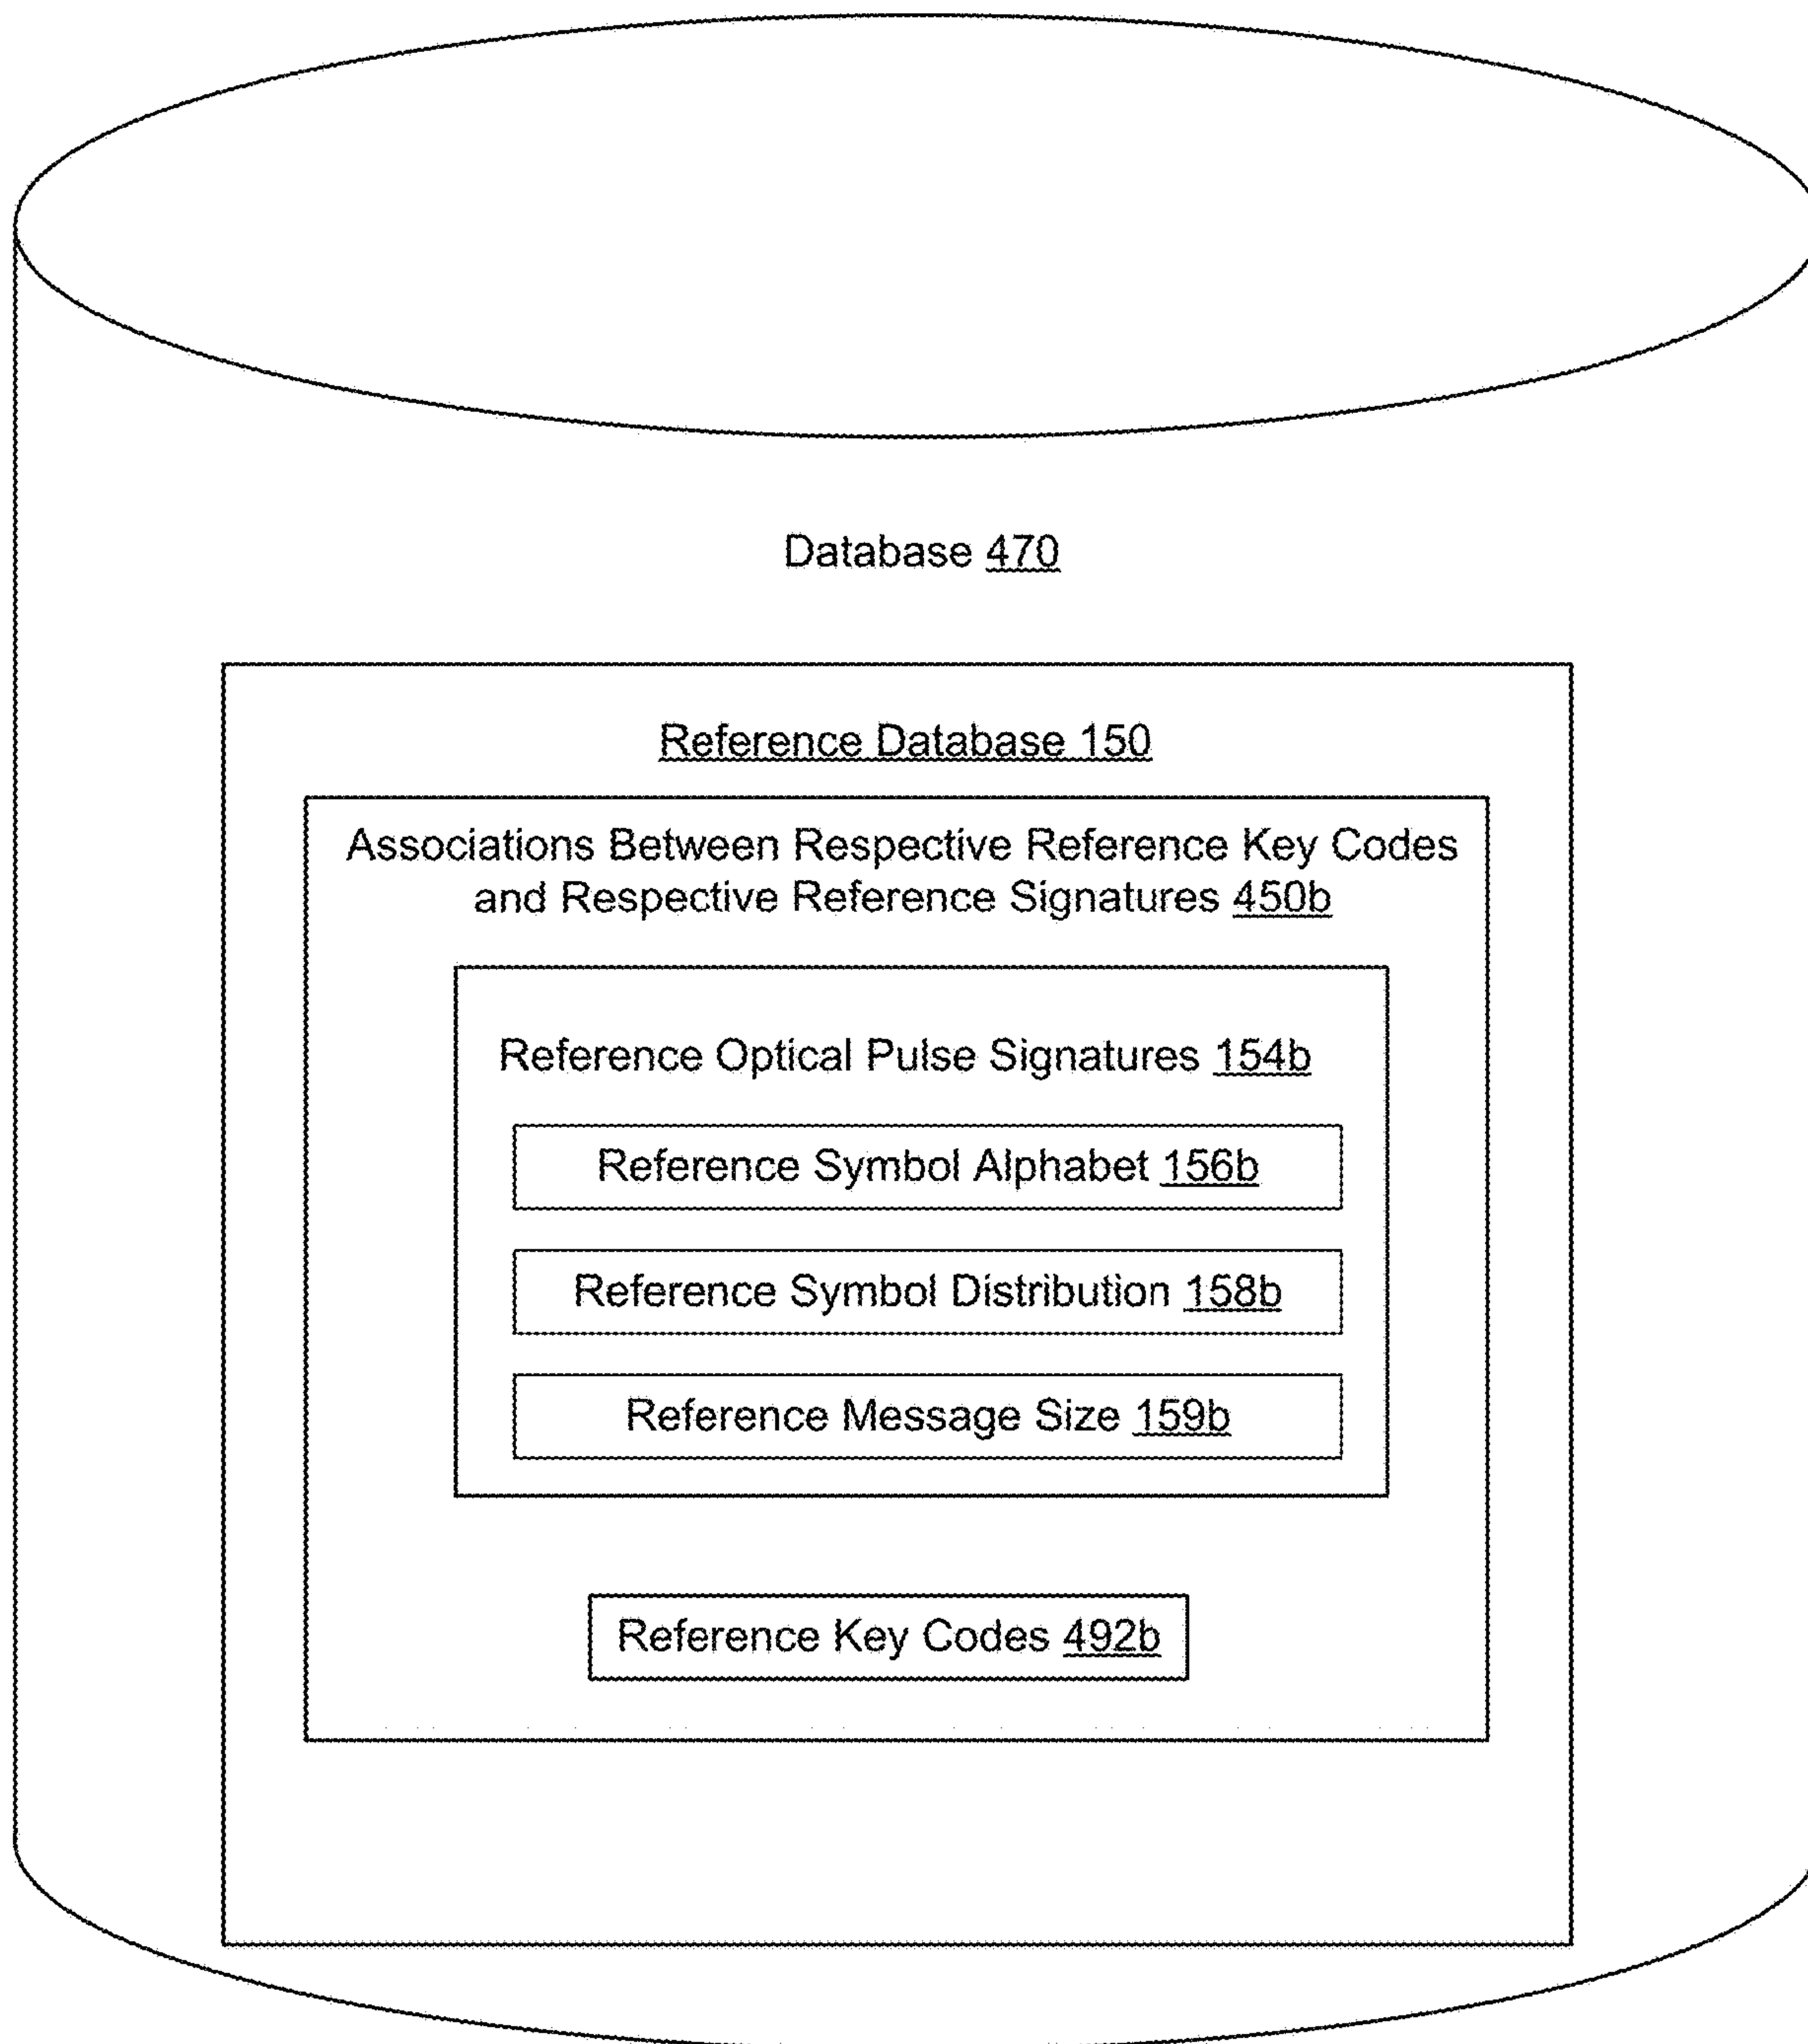 Database 470
Reference Database 150
Associations Between Respective Reference Key Codes
and Respective Reference Signatures 450b
Reference Optical Pulse Signatures 154b
Reference Symbol Alphabet 156b
Reference Symbol Distribution 158b
Reference Message Size 159b
Reference Key Codes 492b